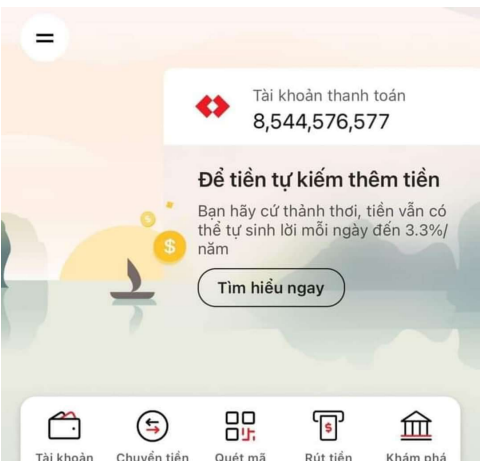 Tài khoản thanh toán
8,544,576,577
Để tiền tự kiếm thêm tiền
Bạn hãy cứ thảnh thơi, tiền vẫn có
thể tự sinh lời mỗi ngày đến 3.3%/
năm
Tìm hiểu ngay
Tài khoản Chuyển tiền Quét mã Rút tiền Khám phá